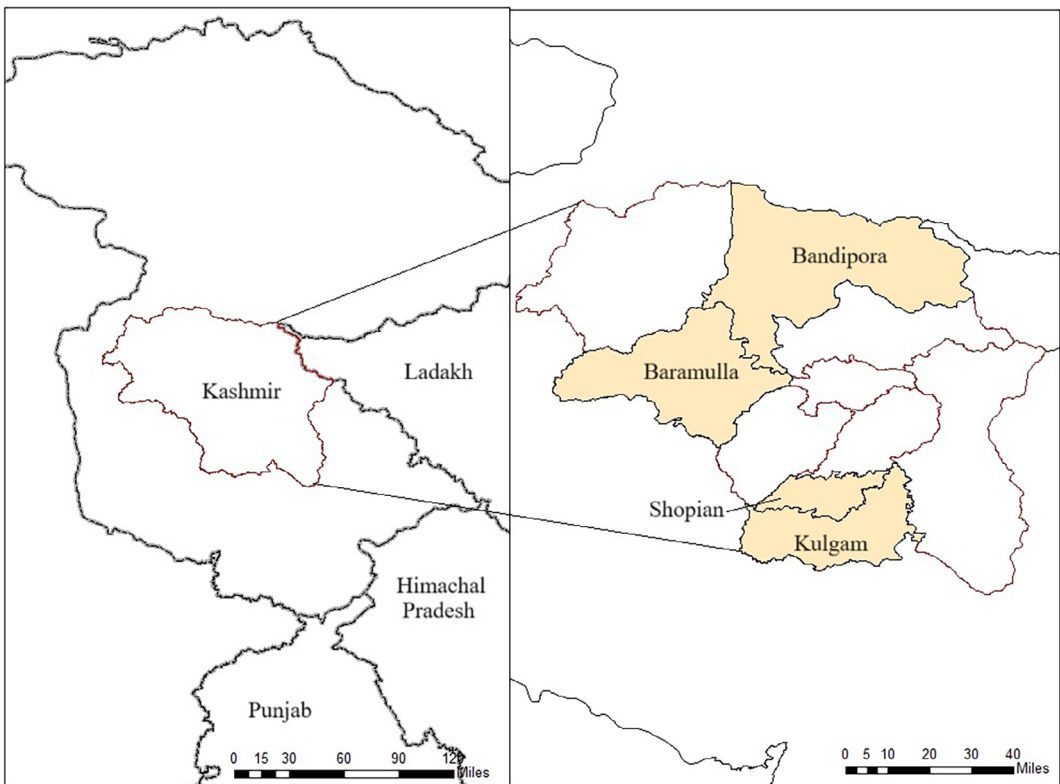 Kashmir
Ladakh
Himachal
Pradesh
Punjab
0 15 30 60 90 120
Miles
Bandipora
Baramulla
Shopian
Kulgam
0 5 10 20 30 40
Miles